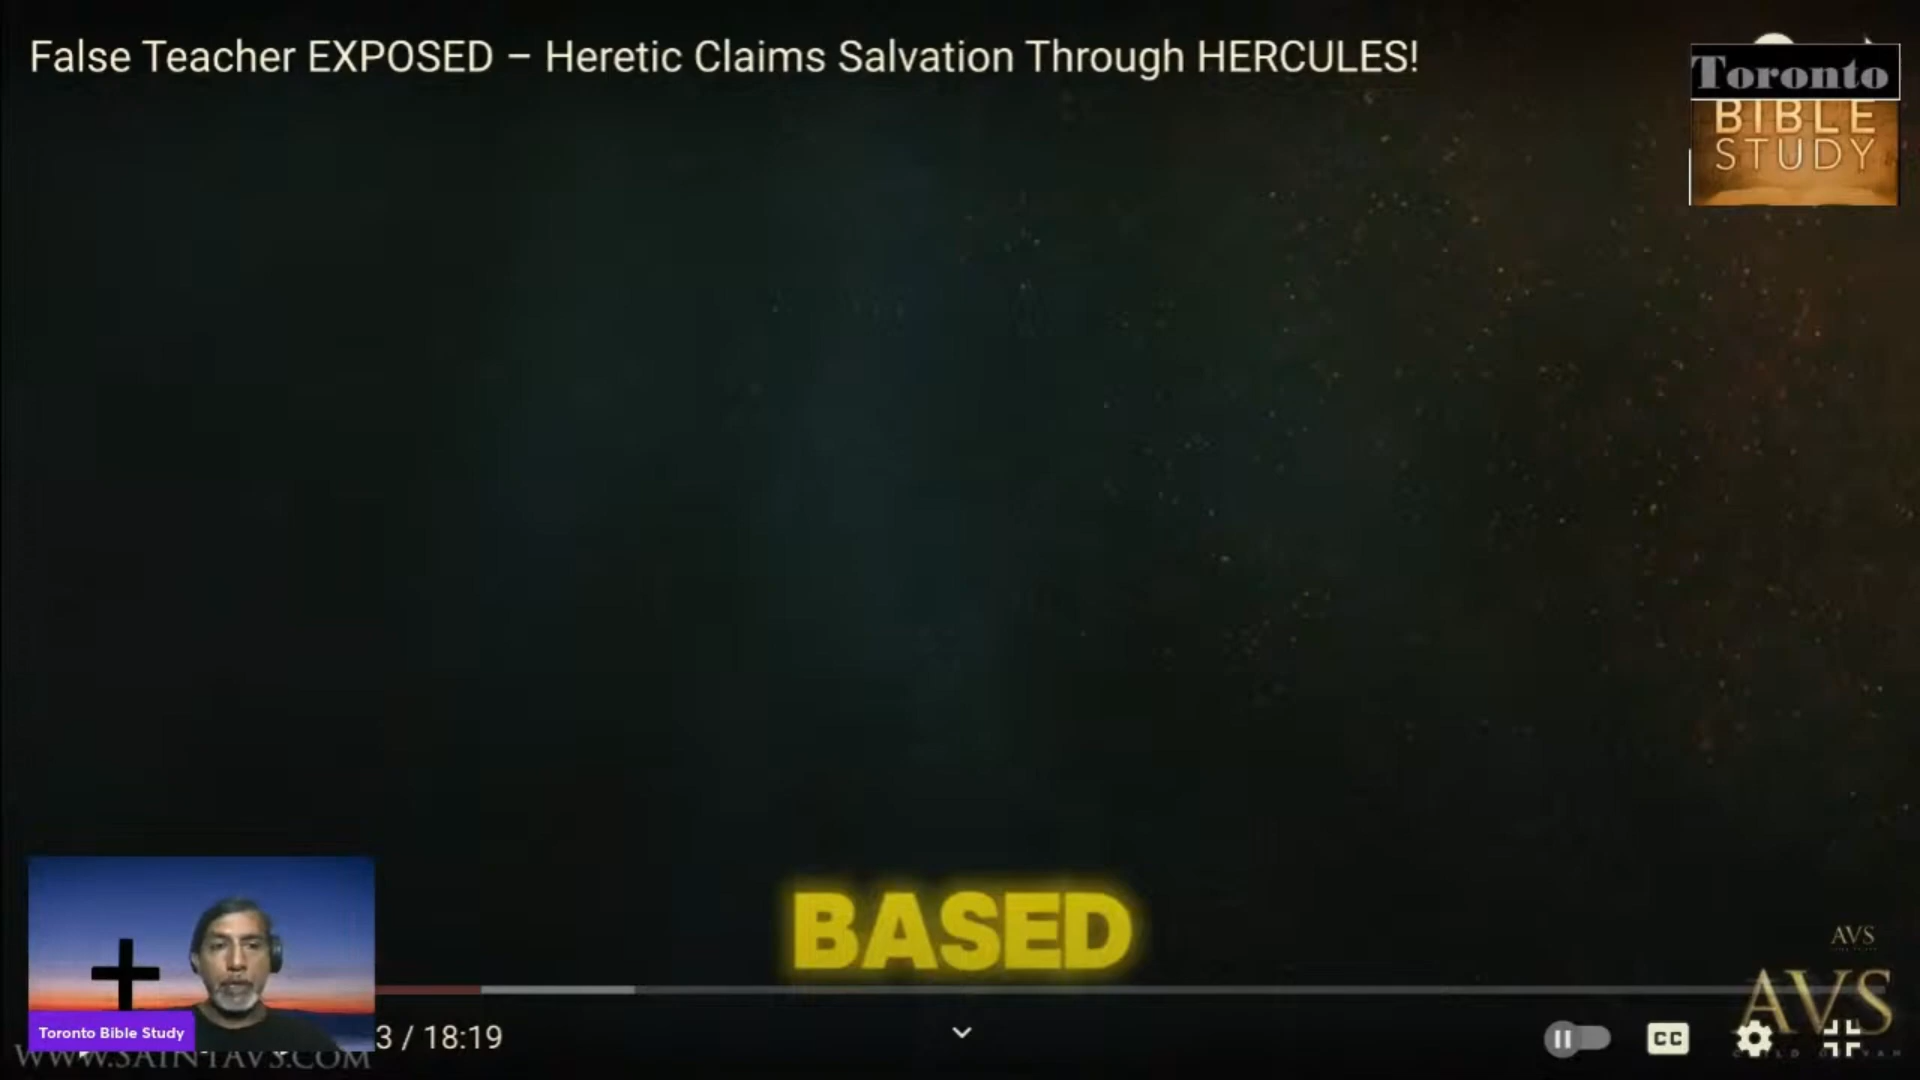 False Teacher EXPOSED – Heretic Claims Salvation Through HERCULES!
Toronto
BIBLE
STUDY
BASED
AVS
AVS
Toronto Bible Study
3 / 18:19
CC
WWW.SAINTAVS.COM